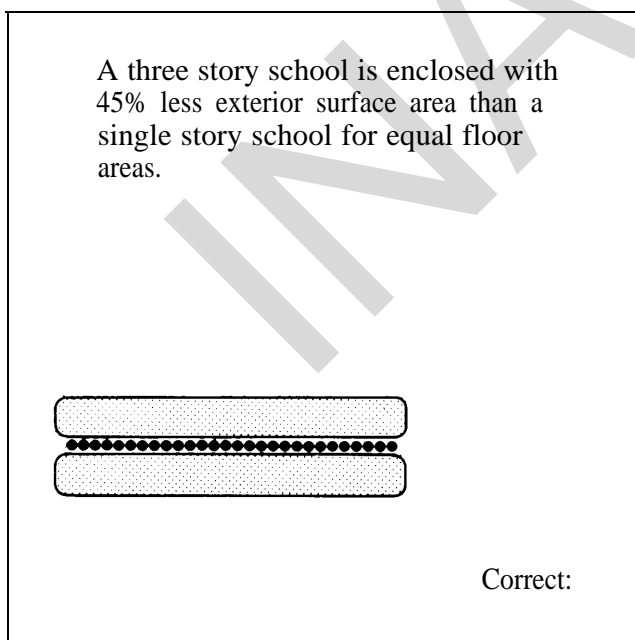 A three story school is enclosed with
45% less exterior surface area than a
single story school for equal floor
areas.
INA
Correct: